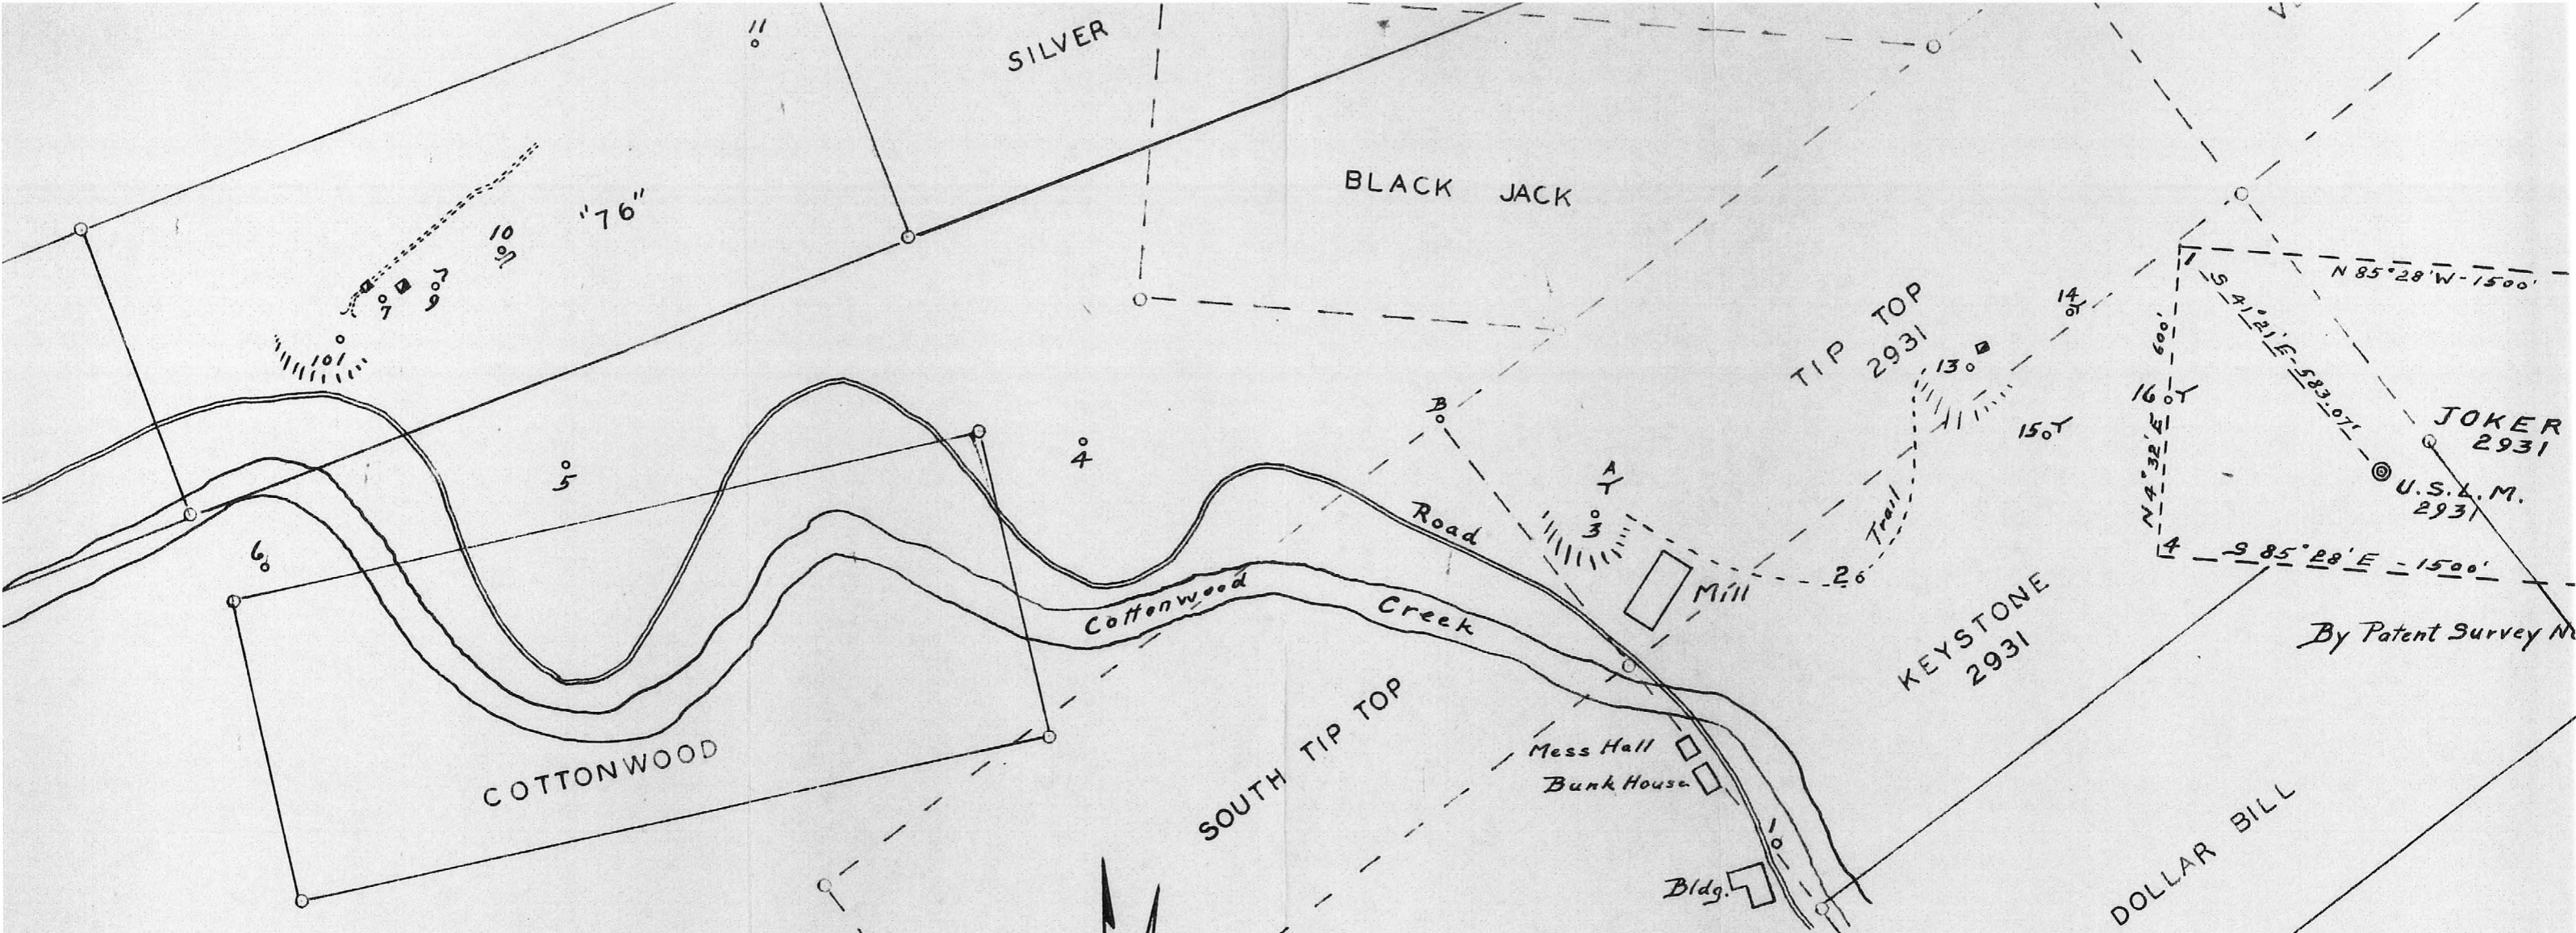 11
SILVER
"76"
10
7
9
101
BLACK JACK
TIP TOP
2931
14
13
15
16
1
N 85°28'W-1500'
S 41°21'E-583.07'
600'
N 4°32'E
JOKER
2931
U.S.L.M.
2931
4
S 85°28'E - 1500'
By Patent Survey
B
A
3
4
5
6
Road
Trail
2
Mill
Cottonwood Creek
KEYSTONE
2931
COTTONWOOD
SOUTH TIP TOP
Mess Hall
Bunk House
1
Bldg.
DOLLAR BILL